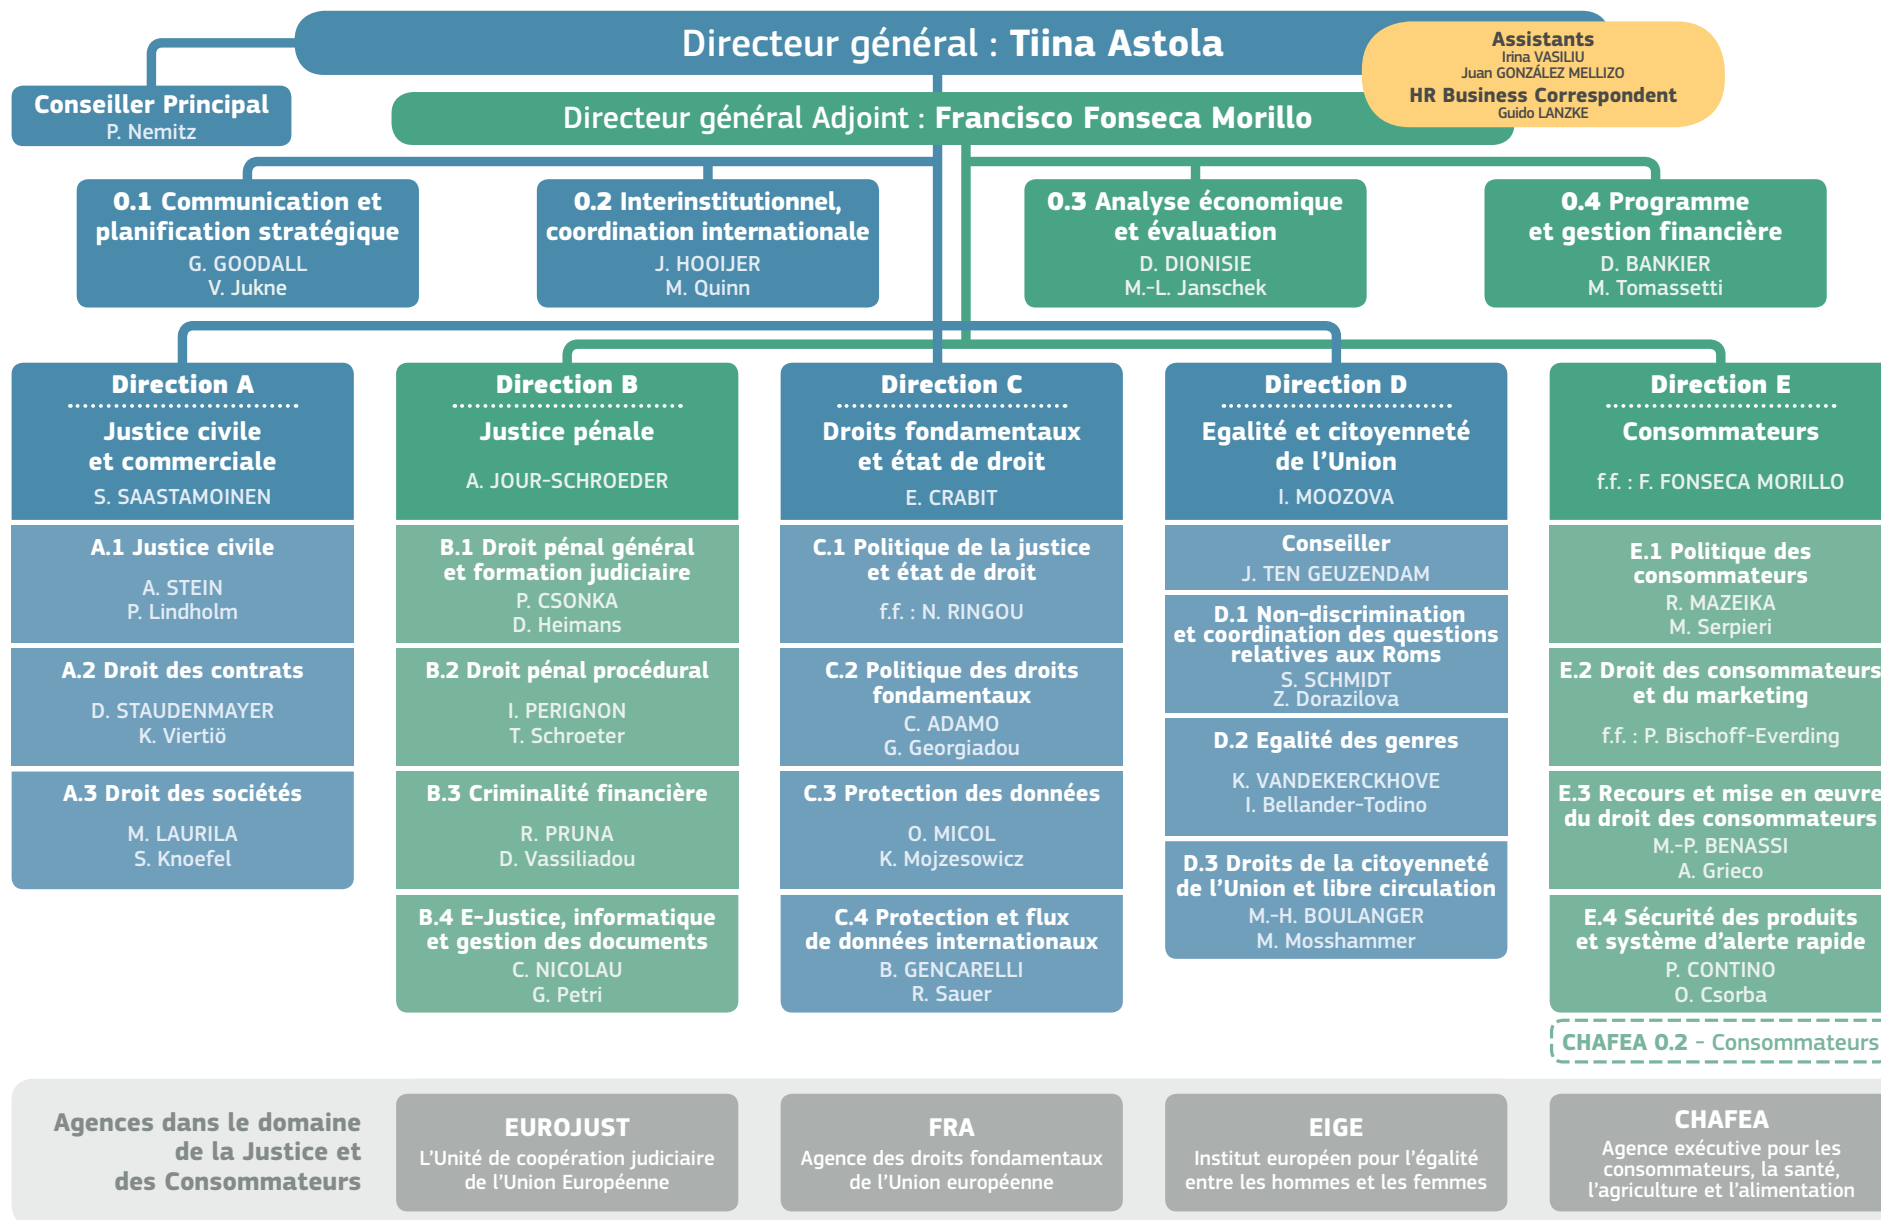 Directeur général : Tiina Astola
Assistants
Irina VASILIU
Juan GONZÁLEZ MELLIZO
HR Business Correspondent
Guido LANZKE
Conseiller Principal
P. Nemitz
Directeur général Adjoint : Francisco Fonseca Morillo
0.1 Communication et
planification stratégique
G. GOODALL
V. Jukne
0.2 Interinstitutionnel,
coordination internationale
J. HOOIJER
M. Quinn
0.3 Analyse économique
et évaluation
D. DIONISIE
M.-L. Janschek
0.4 Programme
et gestion financière
D. BANKIER
M. Tomassetti
Direction A
Justice civile
et commerciale
S. SAASTAMOINEN
A.1 Justice civile
A. STEIN
P. Lindholm
A.2 Droit des contrats
D. STAUDENMAYER
K. Viertiö
A.3 Droit des sociétés
M. LAURILA
S. Knoefel
Direction B
Justice pénale
A. JOUR-SCHROEDER
B.1 Droit pénal général
et formation judiciaire
P. CSONKA
D. Heimans
B.2 Droit pénal procédural
I. PERIGNON
T. Schroeter
B.3 Criminalité financière
R. PRUNA
D. Vassiliadou
B.4 E-Justice, informatique
et gestion des documents
C. NICOLAU
G. Petri
Direction C
Droits fondamentaux
et état de droit
E. CRABIT
C.1 Politique de la justice
et état de droit
f.f. : N. RINGOU
C.2 Politique des droits
fondamentaux
C. ADAMO
G. Georgiadou
C.3 Protection des données
O. MICOL
K. Mojzesowicz
C.4 Protection et flux
de données internationaux
B. GENCARELLI
R. Sauer
Direction D
Egalité et citoyenneté
de l'Union
I. MOOZOVA
Conseiller
J. TEN GEUZENDAM
D.1 Non-discrimination
et coordination des questions
relatives aux Roms
S. SCHMIDT
Z. Dorazilova
D.2 Egalité des genres
K. VANDEKERCKHOVE
I. Bellander-Todino
D.3 Droits de la citoyenneté
de l'Union et libre circulation
M.-H. BOULANGER
M. Mosshammer
Direction E
Consommateurs
f.f. : F. FONSECA MORILLO
E.1 Politique des
consommateurs
R. MAZEIKA
M. Serpieri
E.2 Droit des consommateurs
et du marketing
f.f. : P. Bischoff-Everding
E.3 Recours et mise en œuvre
du droit des consommateurs
M.-P. BENASSI
A. Grieco
E.4 Sécurité des produits
et système d'alerte rapide
P. CONTINO
O. Csorba
CHAFEA 0.2 - Consommateurs
Agences dans le domaine
de la Justice et
des Consommateurs
EUROJUST
L'Unité de coopération judiciaire
de l'Union Européenne
FRA
Agence des droits fondamentaux
de l'Union européenne
EIGE
Institut européen pour l'égalité
entre les hommes et les femmes
CHAFEA
Agence exécutive pour les
consommateurs, la santé,
l'agriculture et l'alimentation